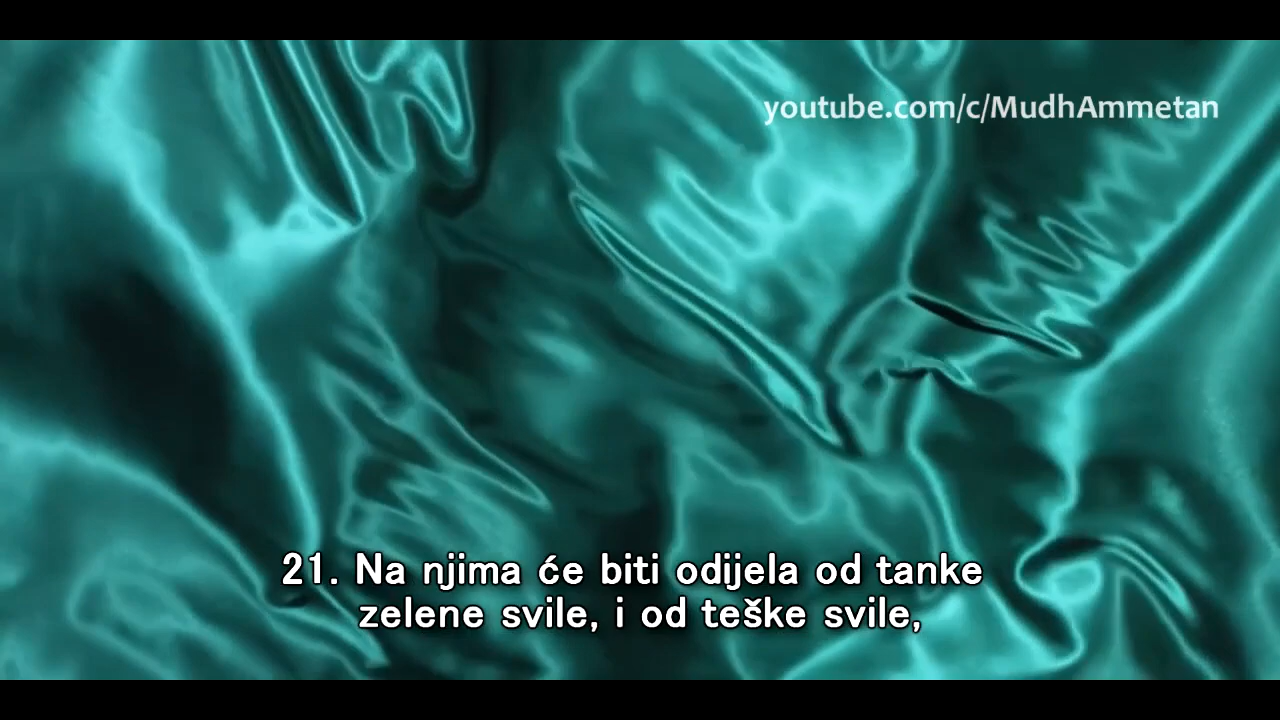 youtube.com/c/MudhAmmetan
21. Na njima će biti odijela od tanke
zelene svile, i od teške svile,